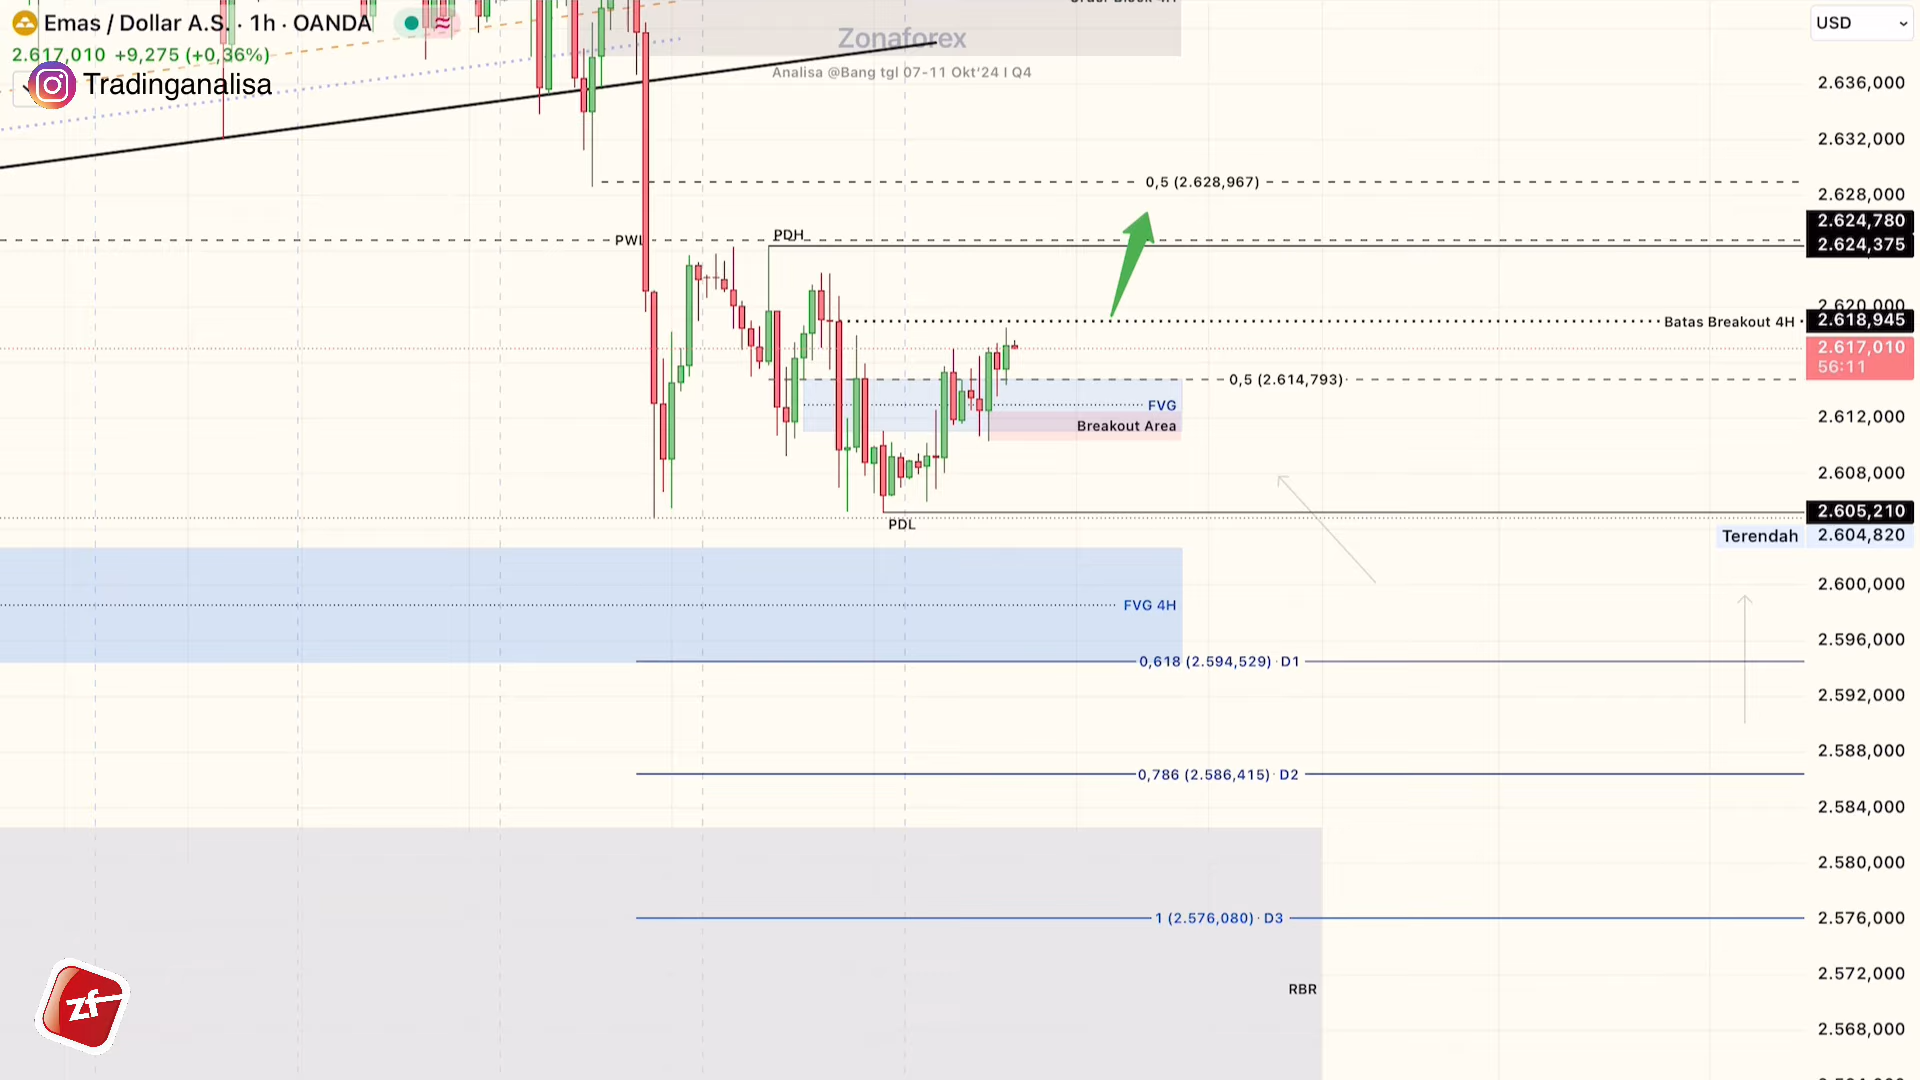 Emas / Dollar A.S. · 1h · OANDA
2.617,010 +9,275 (+0,36%)
Tradinganalisa
Order Block 4H
Zonaforex
Analisa @Bang tgl 07-11 Okt'24 I Q4
USD
2.636,000
2.632,000
0,5 (2.628,967)
2.628,000
2.624,780
PWL
PDH
2.624,375
2.620,000
Batas Breakout 4H
2.618,945
2.617,010
56:11
0,5 (2.614,793)
FVG
2.612,000
Breakout Area
2.608,000
2.605,210
PDL
Terendah
2.604,820
2.600,000
FVG 4H
2.596,000
0,618 (2.594,529) · D1
2.592,000
2.588,000
0,786 (2.586,415) · D2
2.584,000
2.580,000
1 (2.576,080) · D3
2.576,000
2.572,000
RBR
zf
2.568,000